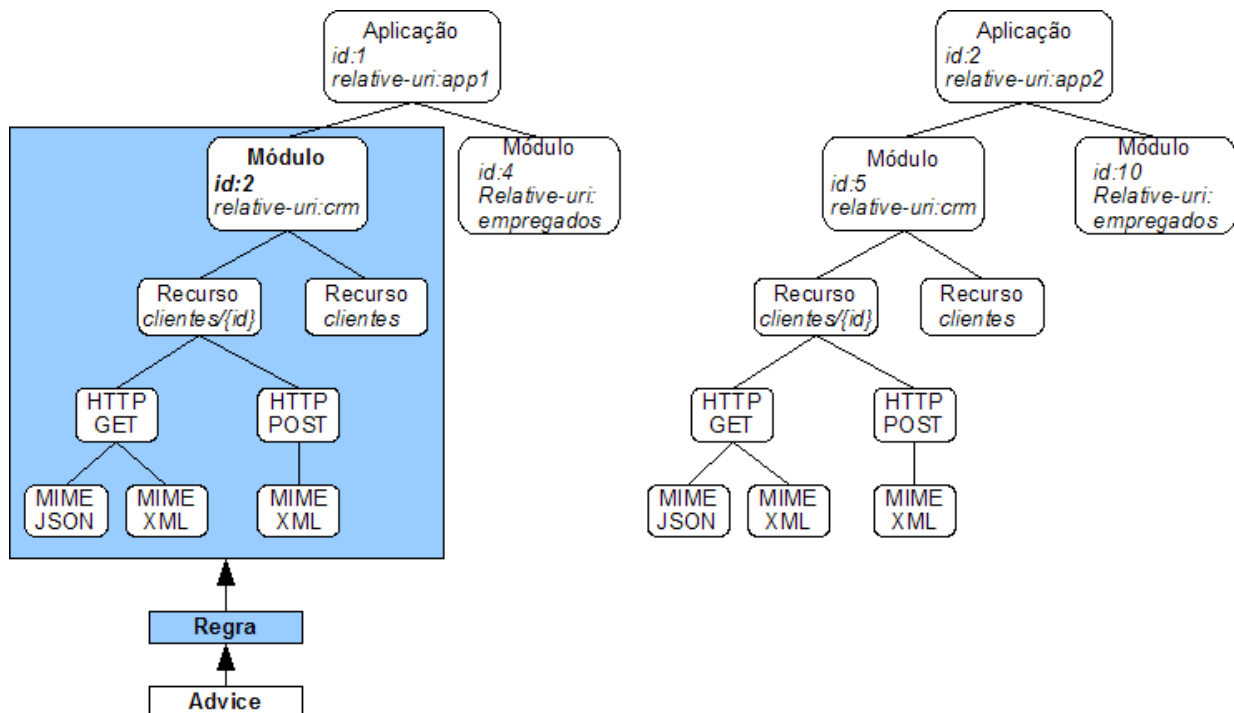 Aplicação
id:1
relative-uri:app1
Aplicação
id:2
relative-uri:app2
Módulo
id:2
relative-uri:crm
Módulo
id:4
Relative-uri:
empregados
Módulo
id:5
relative-uri:crm
Módulo
id:10
Relative-uri:
empregados
Recurso
clientes/{id}
Recurso
clientes
Recurso
clientes/{id}
Recurso
clientes
HTTP
GET
HTTP
POST
HTTP
GET
HTTP
POST
MIME
JSON
MIME
XML
MIME
XML
MIME
JSON
MIME
XML
MIME
XML
Regra
Advice